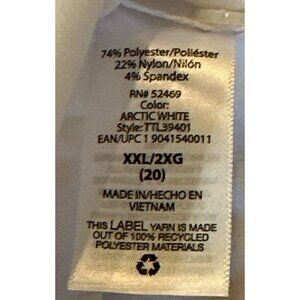 74% Polyester/Poliéster
22% Nylon/Nilón
4% Spandex
RN# 52469
Color:
ARCTIC WHITE
Style: TTL39401
EAN/UPC 1 9041540011
XXL/2XG
(20)
MADE IN/HECHO EN
VIETNAM
THIS LABEL YARN IS MADE
OUT OF 100% RECYCLED
POLYESTER MATERIALS